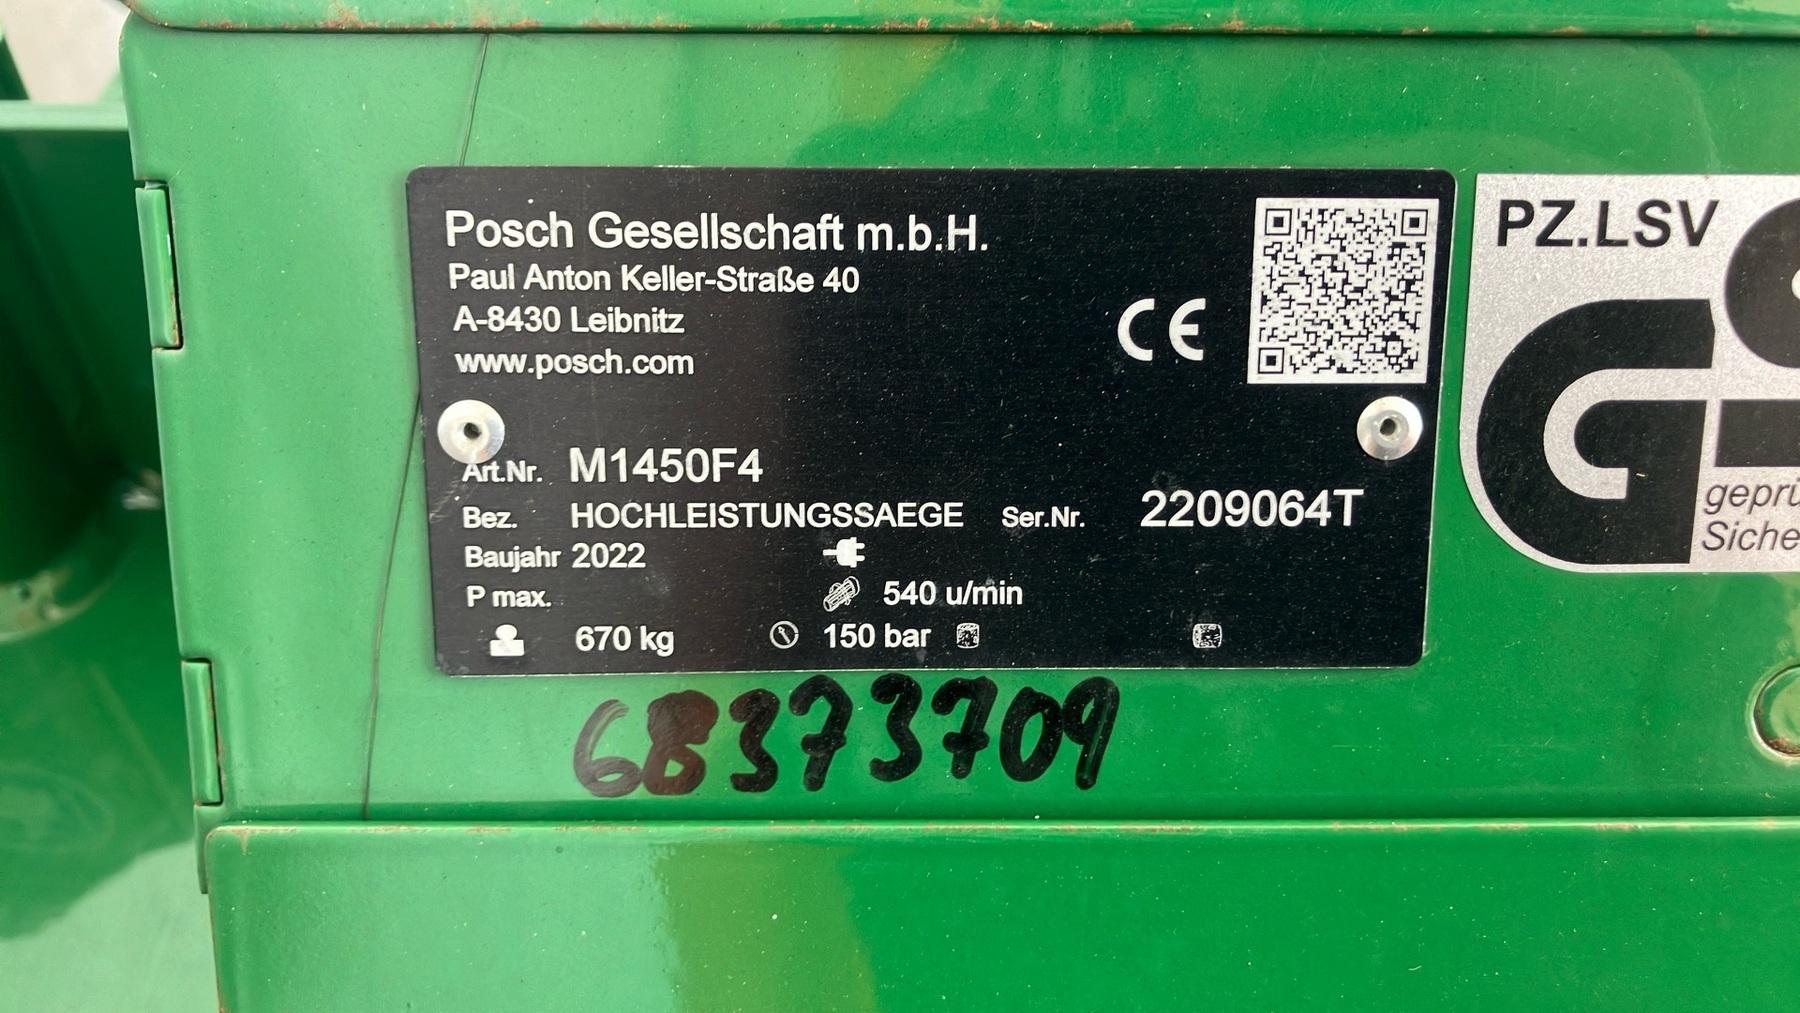 Posch Gesellschaft m.b.H.
Paul Anton Keller-Straße 40
A-8430 Leibnitz
www.posch.com
CE
Art.Nr. M1450F4
Bez. HOCHLEISTUNGSSAEGE Ser.Nr. 2209064T
Baujahr 2022
P max. 540 u/min
670 kg 150 bar
68373709
PZ.LSV
GS